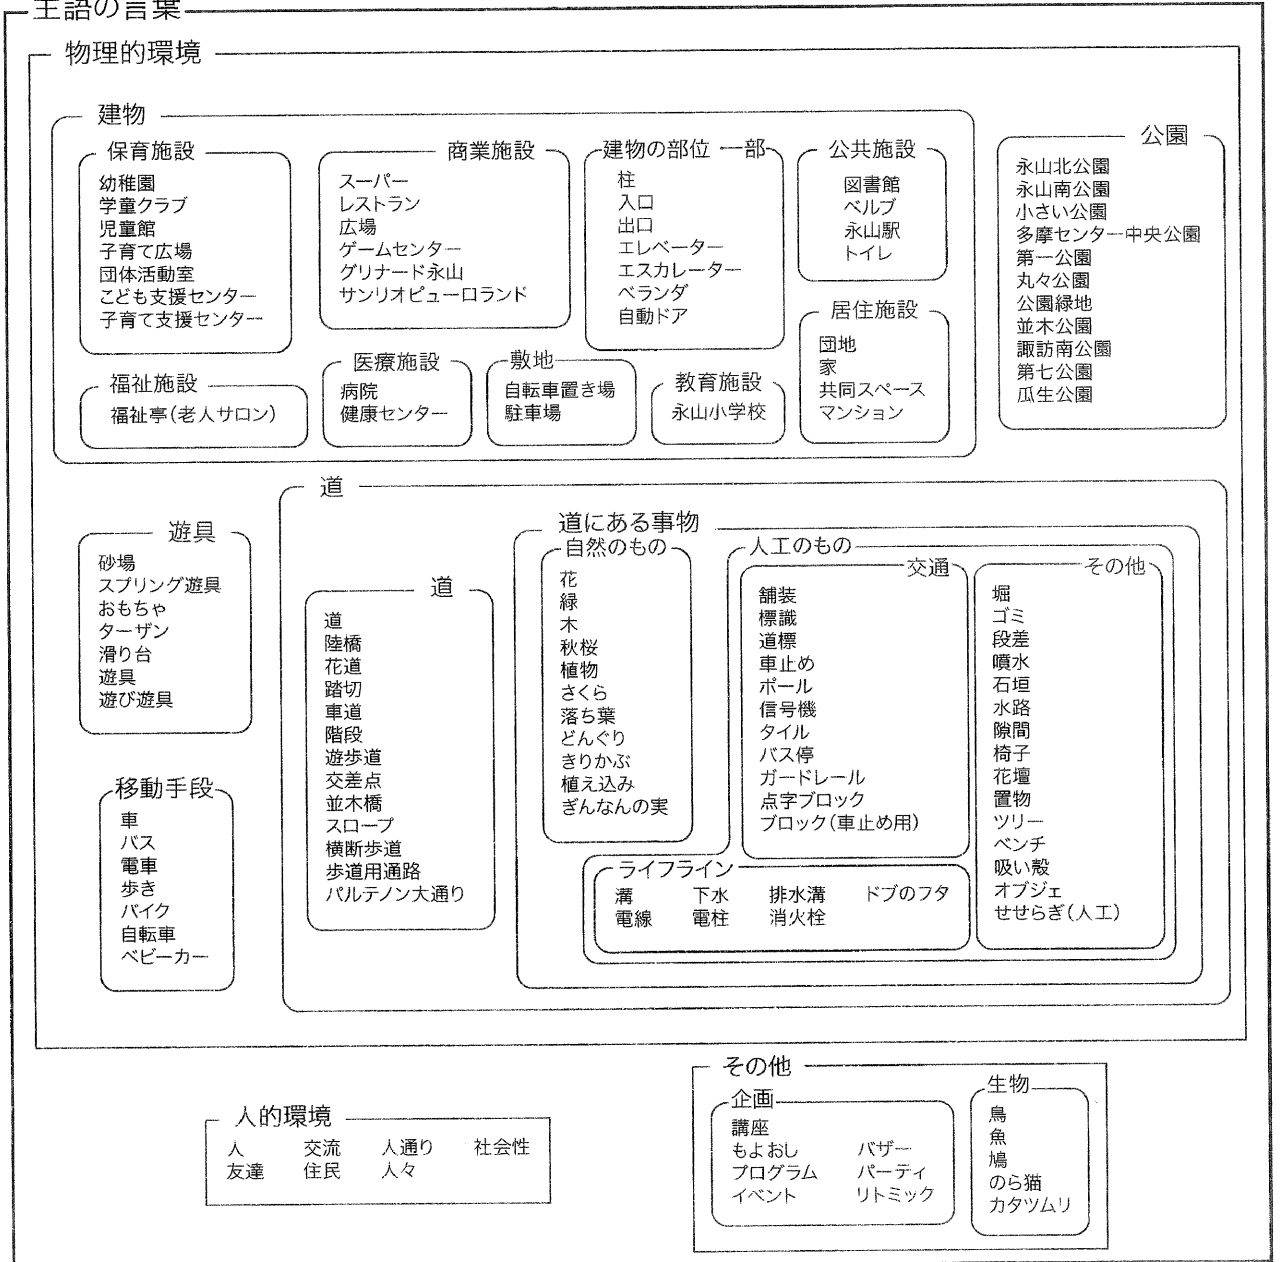 主語の言葉
物理的環境
建物
保育施設
幼稚園
学童クラブ
児童館
子育て広場
団体活動室
こども支援センター
子育て支援センター
商業施設
スーパー
レストラン
広場
ゲームセンター
グリナード永山
サンリオピューロランド
建物の部位 一部
柱
入口
出口
エレベーター
エスカレーター
ベランダ
自動ドア
公共施設
図書館
ベルブ
永山駅
トイレ
福祉施設
福祉亭(老人サロン)
医療施設
病院
健康センター
敷地
自転車置き場
駐車場
教育施設
永山小学校
居住施設
団地
家
共同スペース
マンション
公園
永山北公園
永山南公園
小さい公園
多摩センター中央公園
第一公園
丸々公園
公園緑地
並木公園
諏訪南公園
第七公園
瓜生公園
遊具
砂場
スプリング遊具
おもちゃ
ターザン
滑り台
遊具
遊び遊具
移動手段
車
バス
電車
歩き
バイク
自転車
ベビーカー
道
道
道
陸橋
花道
踏切
車道
階段
遊歩道
交差点
並木橋
スロープ
横断歩道
歩道用通路
パルテノン大通り
道にある事物
自然のもの
花
緑
木
秋桜
植物
さくら
落ち葉
どんぐり
きりかぶ
植え込み
ぎんなんの実
人工のもの
交通
舗装
標識
道標
車止め
ポール
信号機
タイル
バス停
ガードレール
点字ブロック
ブロック(車止め用)
その他
堀
ゴミ
段差
噴水
石垣
水路
隙間
椅子
花壇
置物
ツリー
ベンチ
吸い殻
オブジェ
せせらぎ(人工)
ライフライン
溝 下水 排水溝 ドブのフタ
電線 電柱 消火栓
人的環境
人 交流 人通り 社会性
友達 住民 人々
その他
企画
講座
もよおし バザー
プログラム パーティ
イベント リトミック
生物
鳥
魚
鳩
のら猫
カタツムリ